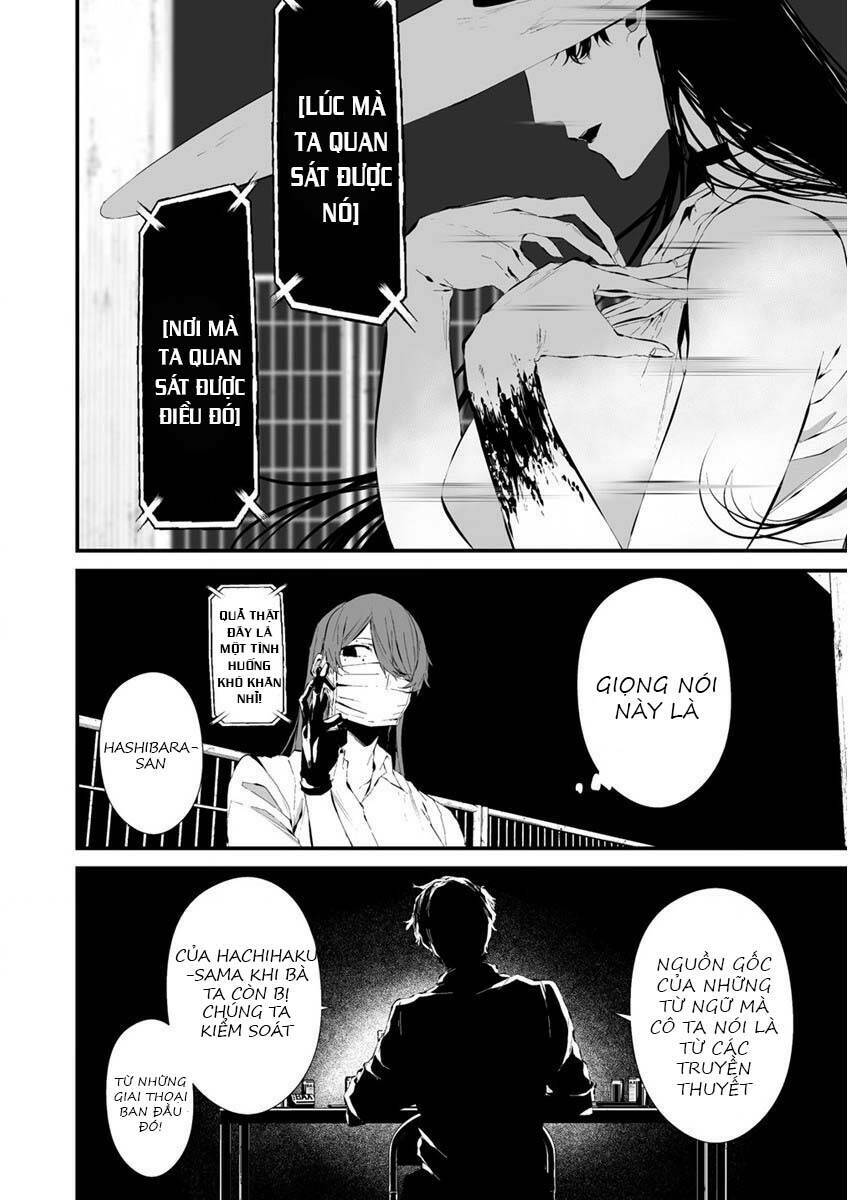 [LÚC MÀ
TA QUAN
SÁT ĐƯỢC
NÓ]
[NƠI MÀ
TA QUAN
SÁT ĐƯỢC
ĐIỀU ĐÓ]
GIỌNG NÓI
NÀY LÀ
QUẢ THẬT
ĐÂY LÀ
MỘT TÌNH
HUỐNG
KHÓ KHĂN
NHỈ!
HASHIBARA-
SAN
NGUỒN GỐC
CỦA NHỮNG
TỪ NGỮ MÀ
CÔ TA NÓI LÀ
TỪ CÁC
TRUYỀN
THUYẾT
CỦA HACHIHAKU
-SAMA KHI BÀ
TA CÒN BỊ
CHÚNG TA
KIỂM SOÁT
TỪ NHỮNG
GIAI THOẠI
BAN ĐẦU
ĐÓ!